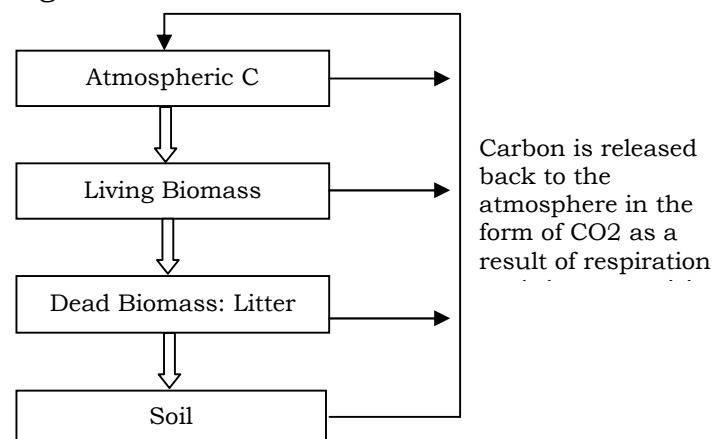 Atmospheric C
Living Biomass
Dead Biomass: Litter
Soil
Carbon is released
back to the
atmosphere in the
form of CO2 as a
result of respiration